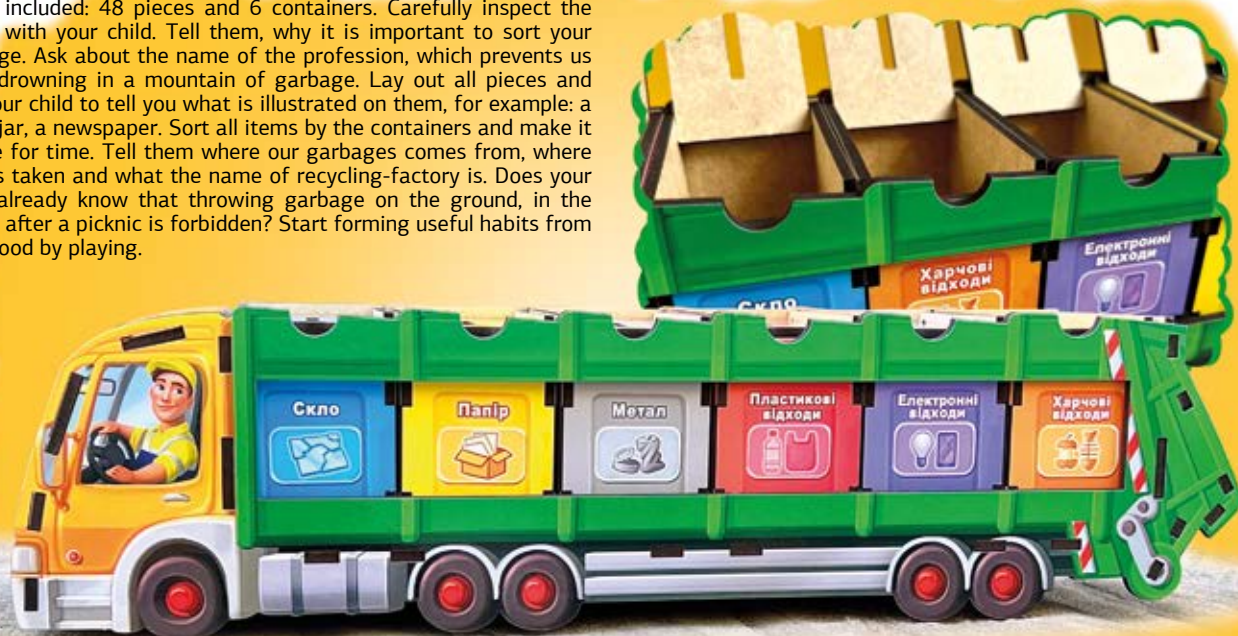 included: 48 pieces and 6 containers. Carefully inspect the
with your child. Tell them, why it is important to sort your
ge. Ask about the name of the profession, which prevents us
drowning in a mountain of garbage. Lay out all pieces and
our child to tell you what is illustrated on them, for example: a
jar, a newspaper. Sort all items by the containers and make it
e for time. Tell them where our garbages comes from, where
s taken and what the name of recycling-factory is. Does your
already know that throwing garbage on the ground, in the
after a picknic is forbidden? Start forming useful habits from
ood by playing.
Скло
Харчові
відходи
Електронні
відходи
Скло
Папір
Метал
Пластикові
відходи
Електронні
відходи
Харчові
відходи